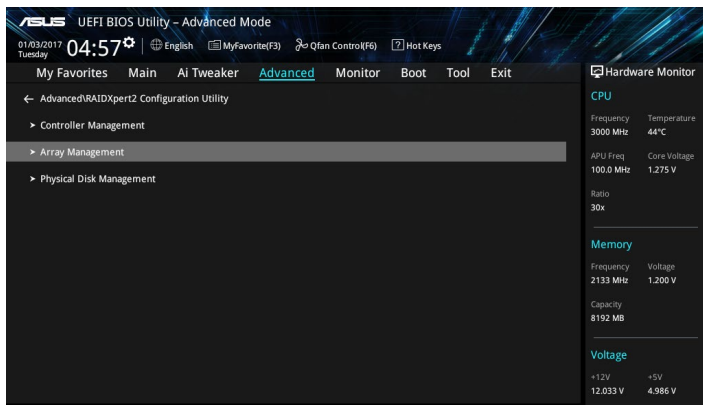 ASUS UEFI BIOS Utility – Advanced Mode
01/03/2017
Tuesday
04:57
English
MyFavorite(F3)
Qfan Control(F6)
? Hot Keys
My Favorites
Main
Ai Tweaker
Advanced
Monitor
Boot
Tool
Exit
Hardware Monitor
← Advanced\RAIDXpert2 Configuration Utility
> Controller Management
> Array Management
> Physical Disk Management
CPU
Frequency Temperature
3000 MHz 44°C
APU Freq Core Voltage
100.0 MHz 1.275 V
Ratio
30x
Memory
Frequency Voltage
2133 MHz 1.200 V
Capacity
8192 MB
Voltage
+12V +5V
12.033 V 4.986 V